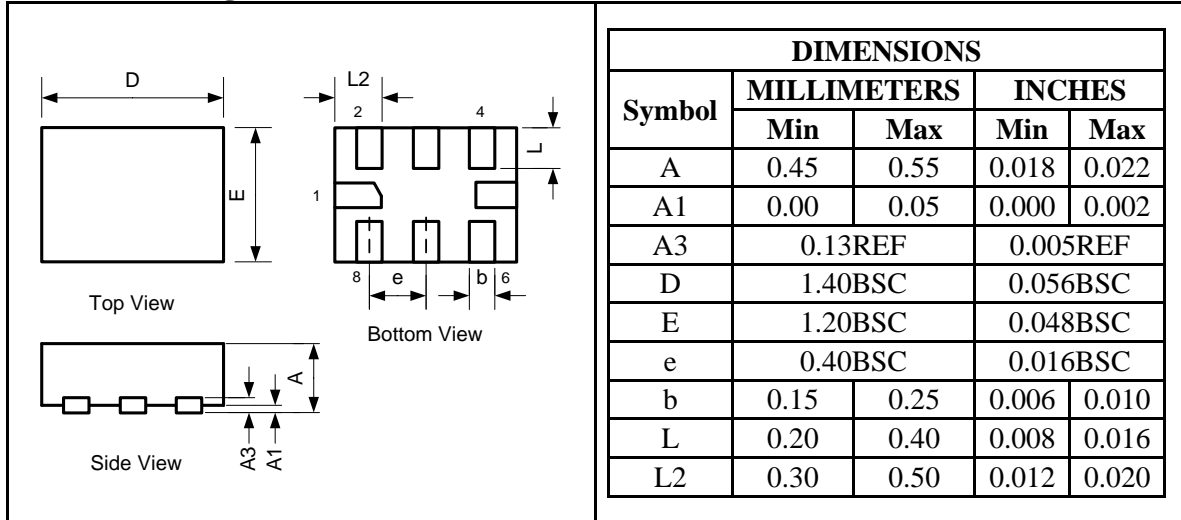 D
E
Top View
L2
2
4
L
1
8
e
b
6
Bottom View
A
A3
A1
Side View
DIMENSIONS
Symbol MILLIMETERS INCHES
Min Max Min Max
A 0.45 0.55 0.018 0.022
A1 0.00 0.05 0.000 0.002
A3 0.13REF 0.005REF
D 1.40BSC 0.056BSC
E 1.20BSC 0.048BSC
e 0.40BSC 0.016BSC
b 0.15 0.25 0.006 0.010
L 0.20 0.40 0.008 0.016
L2 0.30 0.50 0.012 0.020